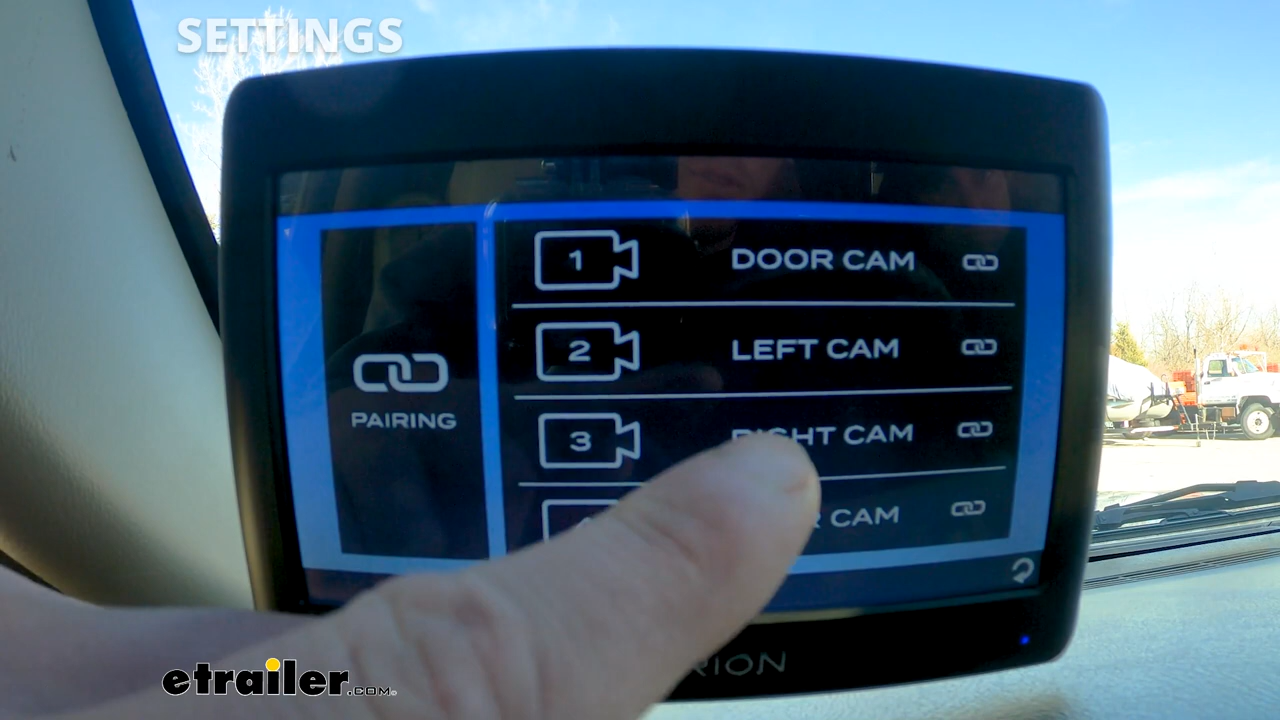 SETTINGS
1 DOOR CAM
2 LEFT CAM
PAIRING
3 RIGHT CAM
CAM
etrailer.COM